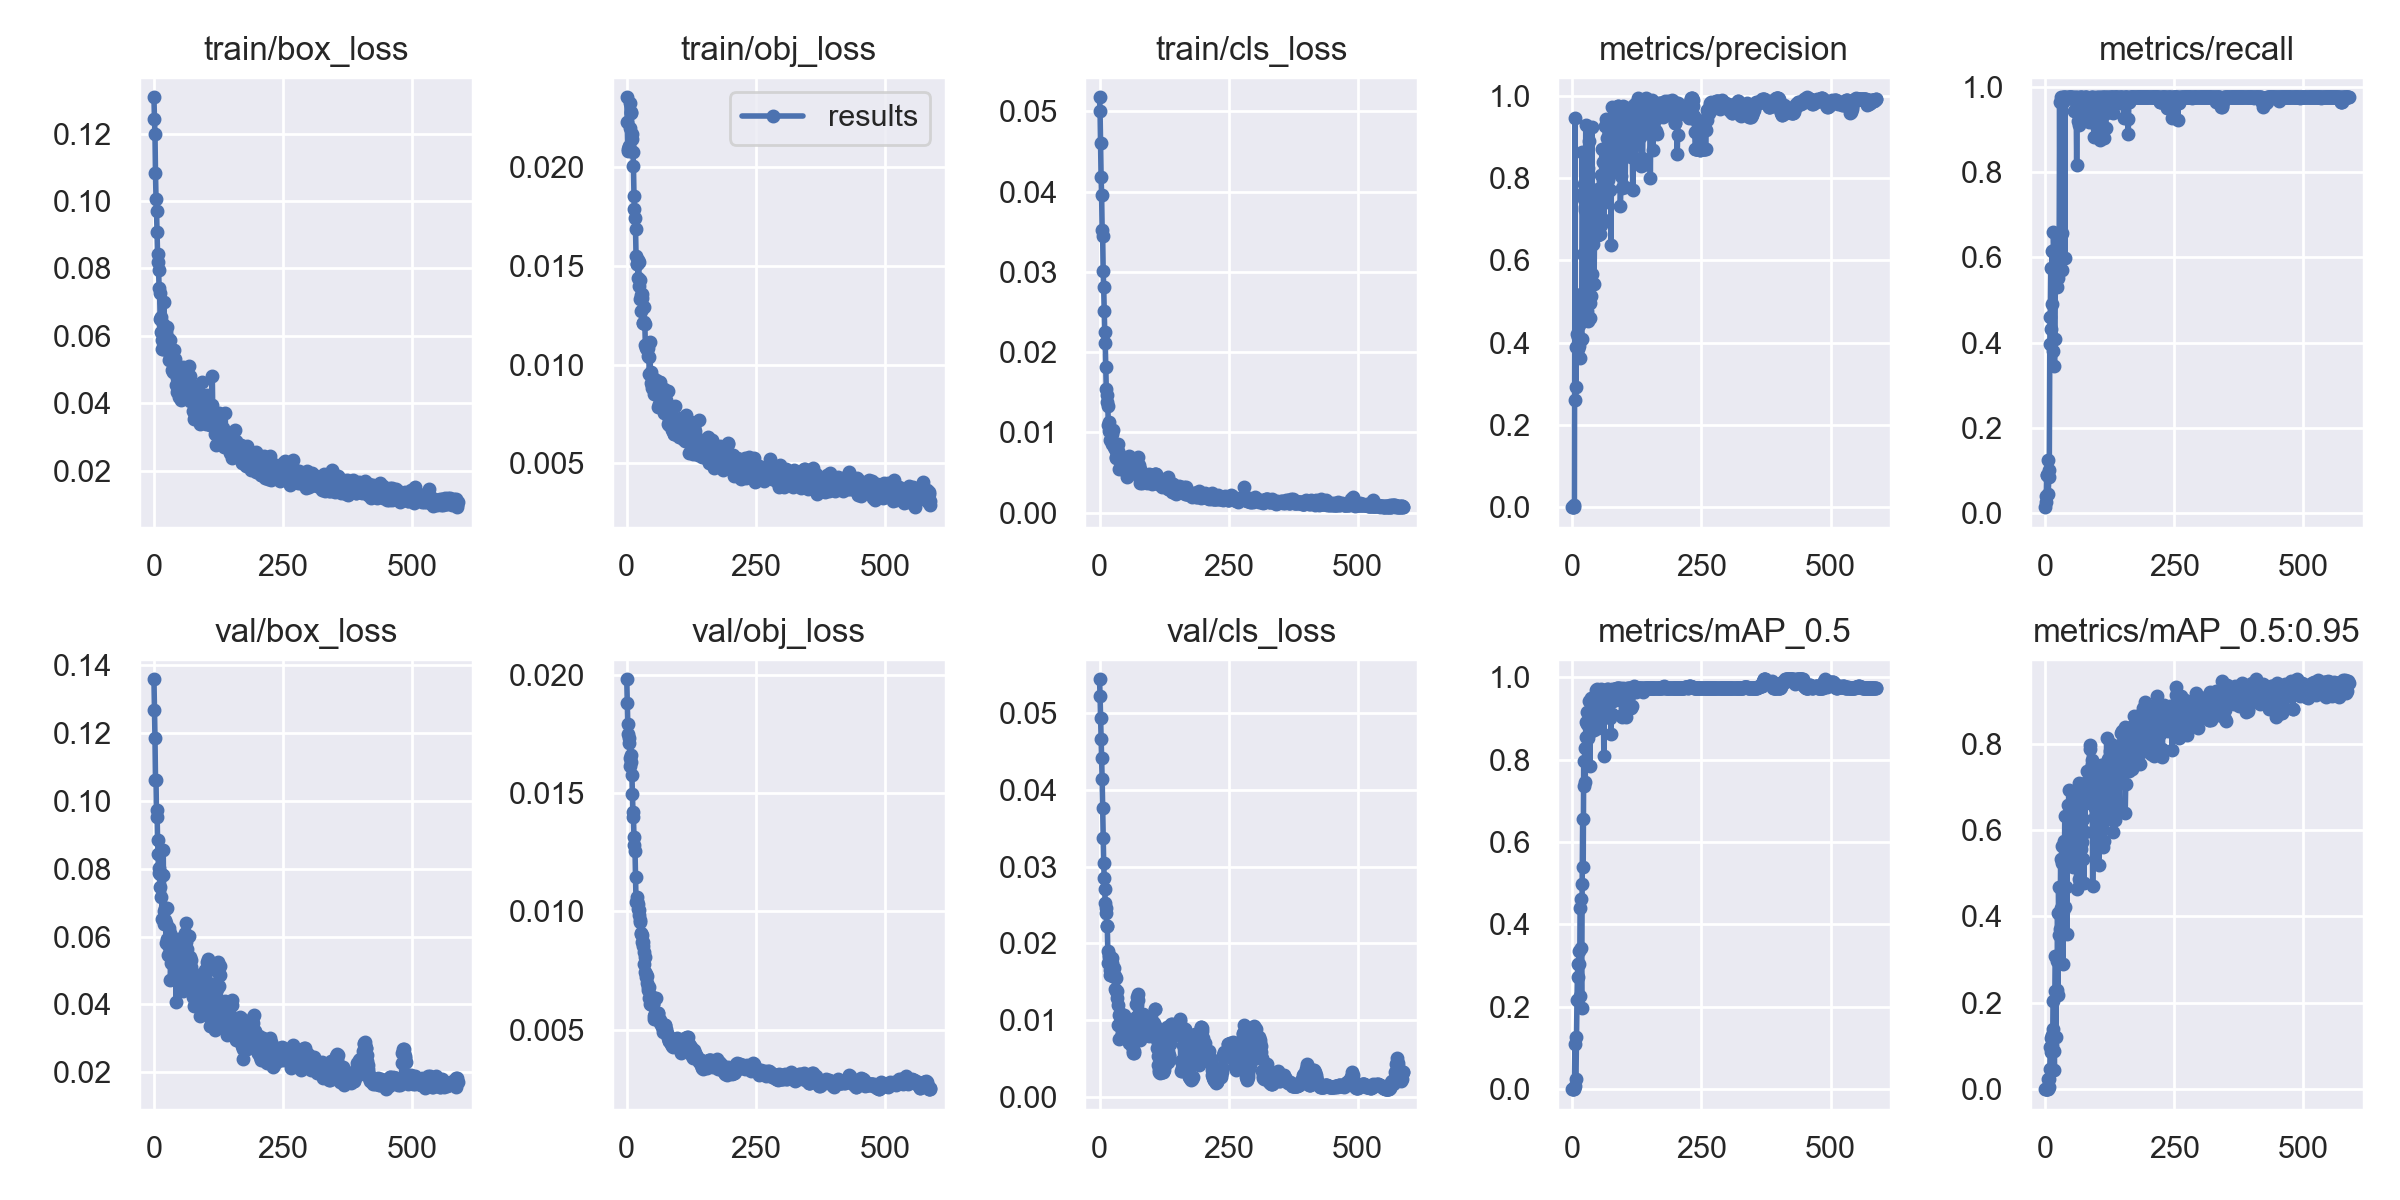 train/box_loss
train/obj_loss
train/cls_loss
metrics/precision
metrics/recall
0.12
0.10
0.08
0.06
0.04
0.02
0 250 500
results
0.020
0.015
0.010
0.005
0 250 500
0.05
0.04
0.03
0.02
0.01
0.00
0 250 500
1.0
0.8
0.6
0.4
0.2
0.0
0 250 500
1.0
0.8
0.6
0.4
0.2
0.0
0 250 500
val/box_loss
val/obj_loss
val/cls_loss
metrics/mAP_0.5
metrics/mAP_0.5:0.95
0.14
0.12
0.10
0.08
0.06
0.04
0.02
0 250 500
0.020
0.015
0.010
0.005
0 250 500
0.05
0.04
0.03
0.02
0.01
0.00
0 250 500
1.0
0.8
0.6
0.4
0.2
0.0
0 250 500
0.8
0.6
0.4
0.2
0.0
0 250 500